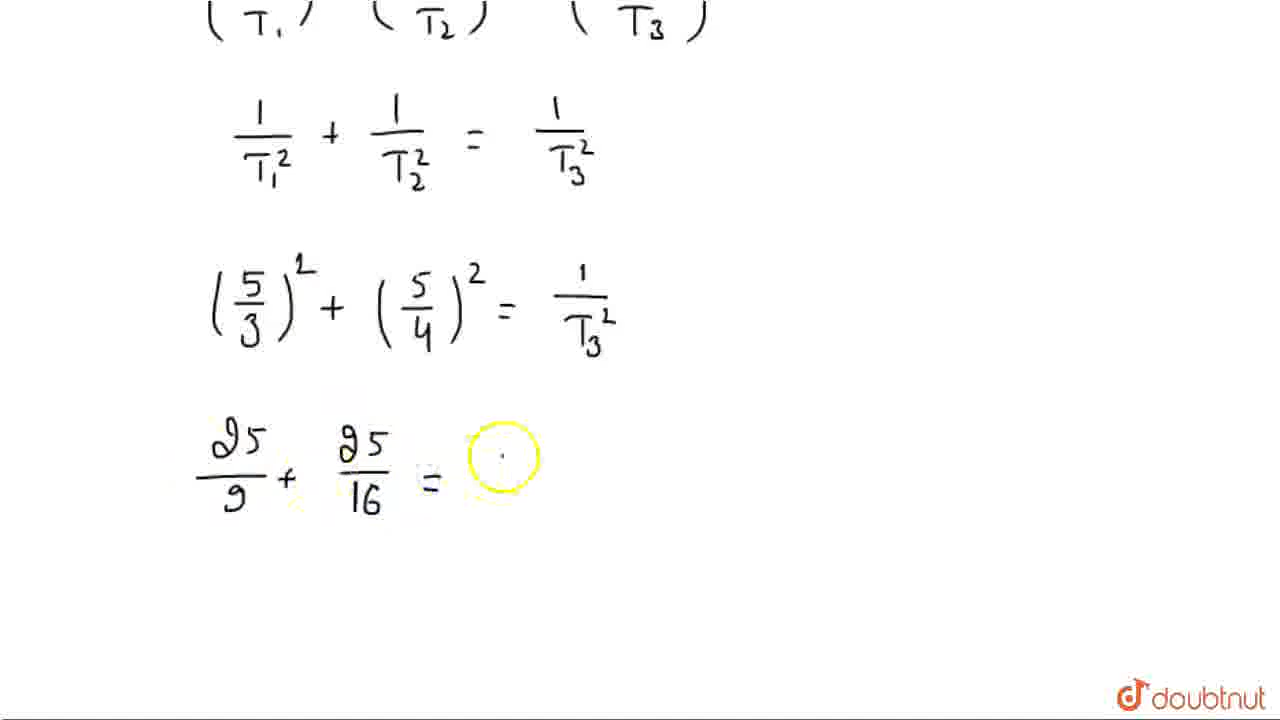 ( T₁ ) ( T₂ ) ( T₃ )
1/T₁² + 1/T₂² = 1/T₃²
(5/3)² + (5/4)² = 1/T₃²
25/9 + 25/16 =
doubtnut